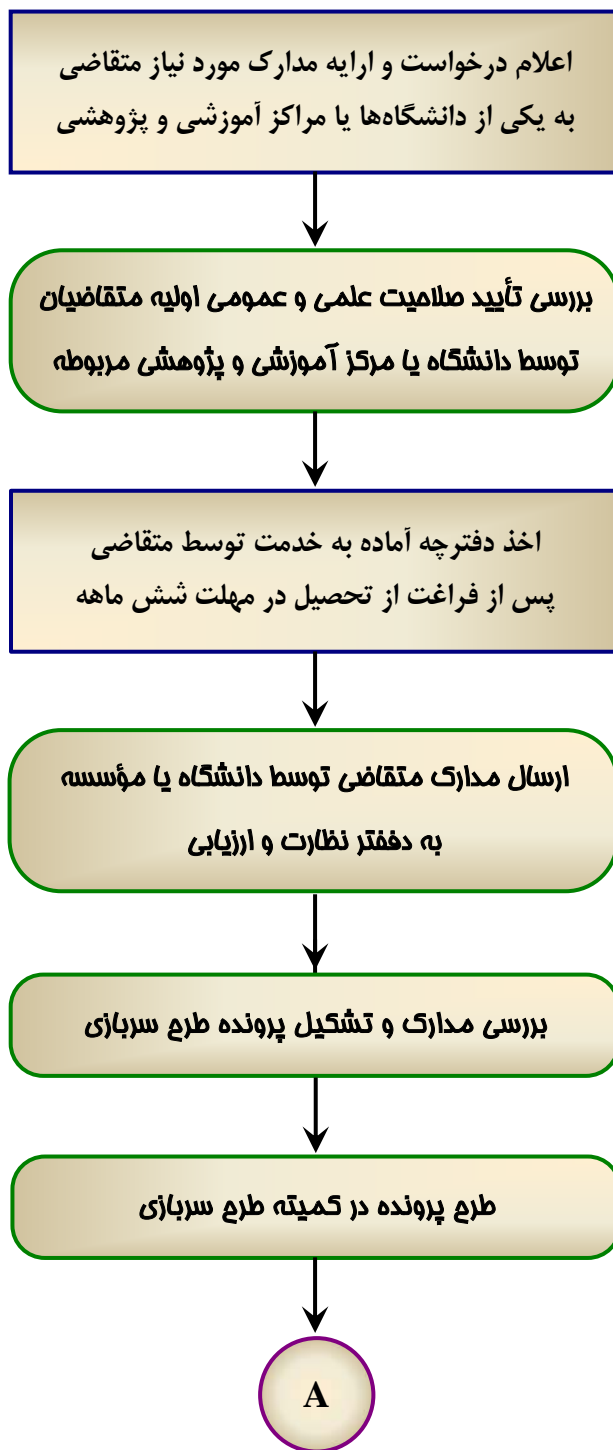 اعلام درخواست و ارایه مدارک مورد نیاز متقاضی
به یکی از دانشگاه‌ها یا مراکز آموزشی و پژوهشی
بررسی تأیید صلاحیت علمی و عمومی اولیه متقاضیان
توسط دانشگاه یا مرکز آموزشی و پژوهشی مربوطه
اخذ دفترچه آماده به خدمت توسط متقاضی
پس از فراغت از تحصیل در مهلت شش ماهه
ارسال مدارک متقاضی توسط دانشگاه یا مؤسسه
به دففتر نظارت و ارزیابی
بررسی مدارک و تشکیل پرونده طرح سربازی
طرح پرونده در کمیته طرح سربازی
A